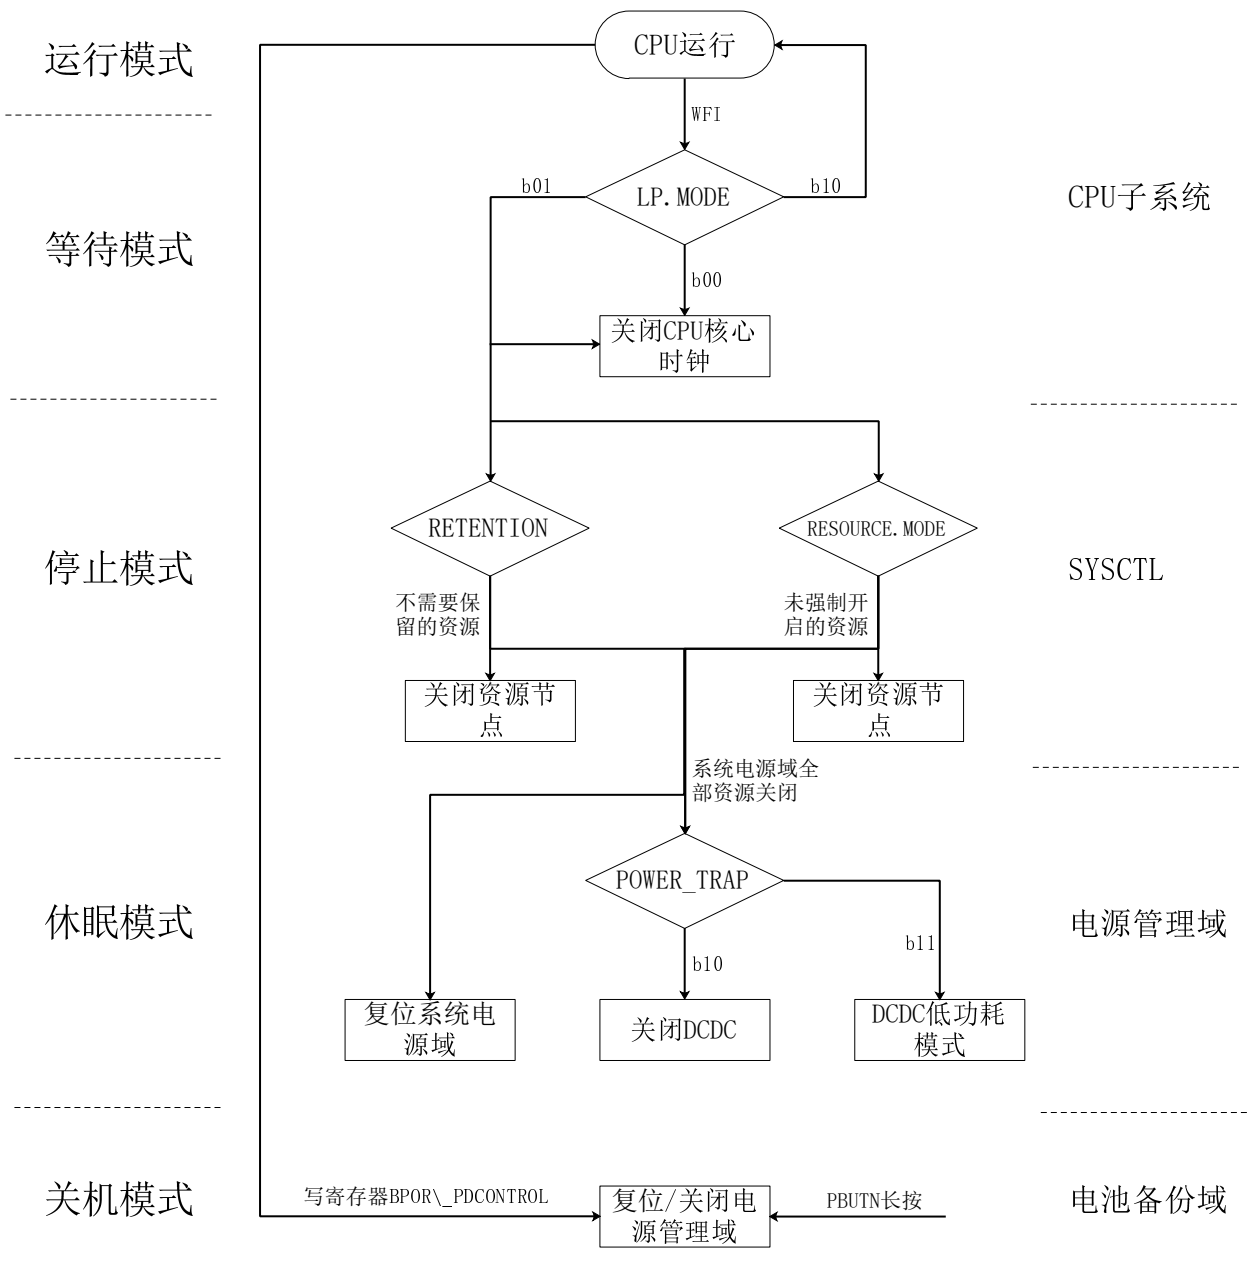 运行模式
CPU运行
WFI
b01
LP.MODE
b10
CPU子系统
等待模式
b00
关闭CPU核心
时钟
停止模式
RETENTION
RESOURCE.MODE
SYSCTL
不需要保
留的资源
未强制开
启的资源
关闭资源节
点
关闭资源节
点
系统电源域全
部资源关闭
休眠模式
POWER_TRAP
电源管理域
b10
b11
复位系统电
源域
关闭DCDC
DCDC低功耗
模式
关机模式
写寄存器BPOR\_PDCONTROL
复位/关闭电
源管理域
PBUTN长按
电池备份域